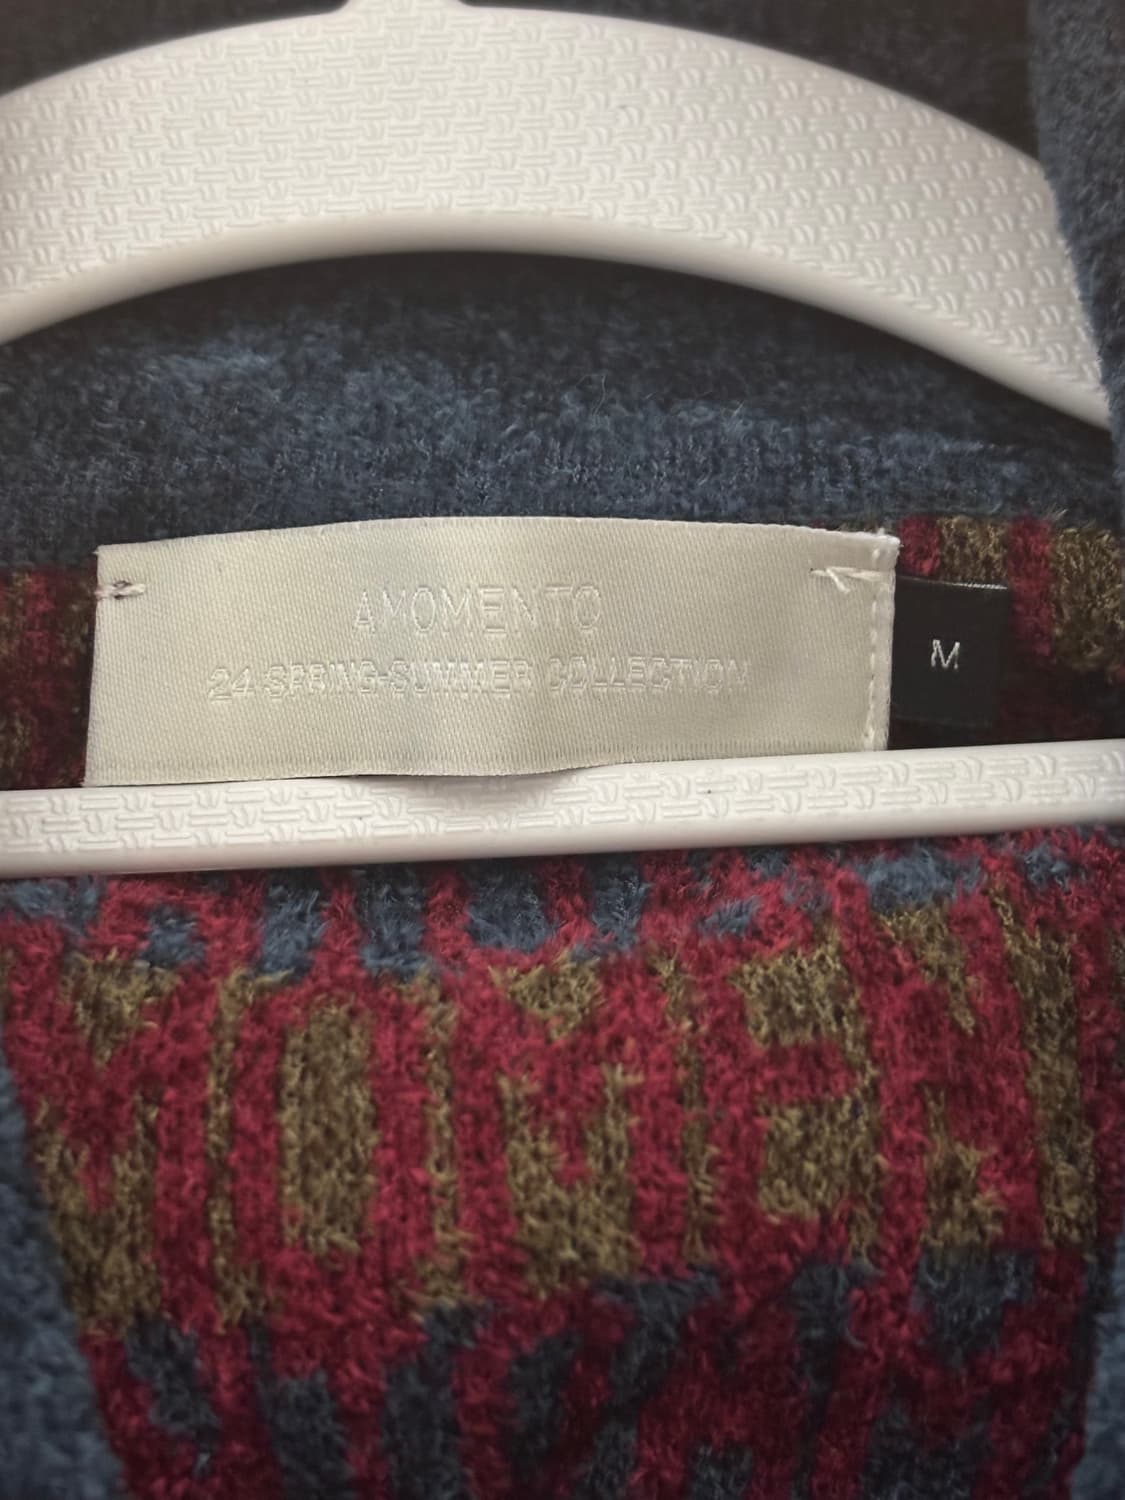 AMOMENTO
24 SPRING-SUMMER COLLECTION
M